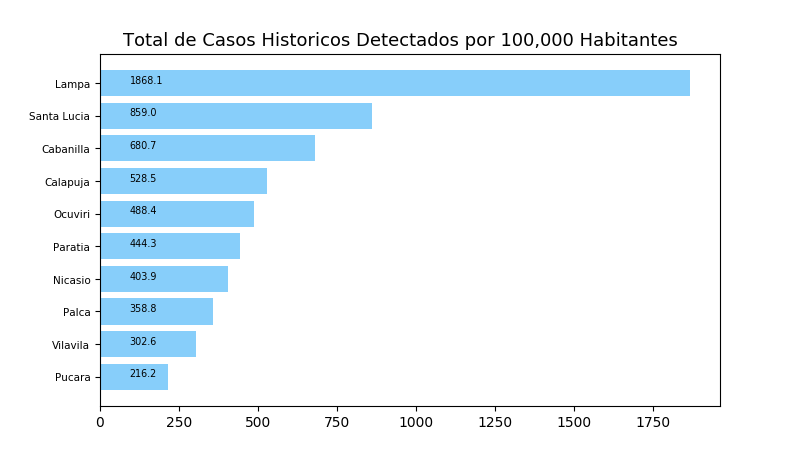 Total de Casos Historicos Detectados por 100,000 Habitantes
Lampa 1868.1
Santa Lucia 859.0
Cabanilla 680.7
Calapuja 528.5
Ocuviri 488.4
Paratia 444.3
Nicasio 403.9
Palca 358.8
Vilavila 302.6
Pucara 216.2
0 250 500 750 1000 1250 1500 1750